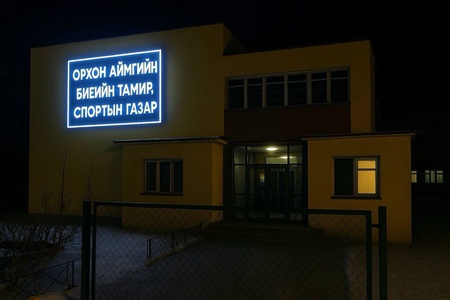 ОРХОН АЙМГИЙН
БИЕИЙН ТАМИР,
СПОРТЫН ГАЗАР